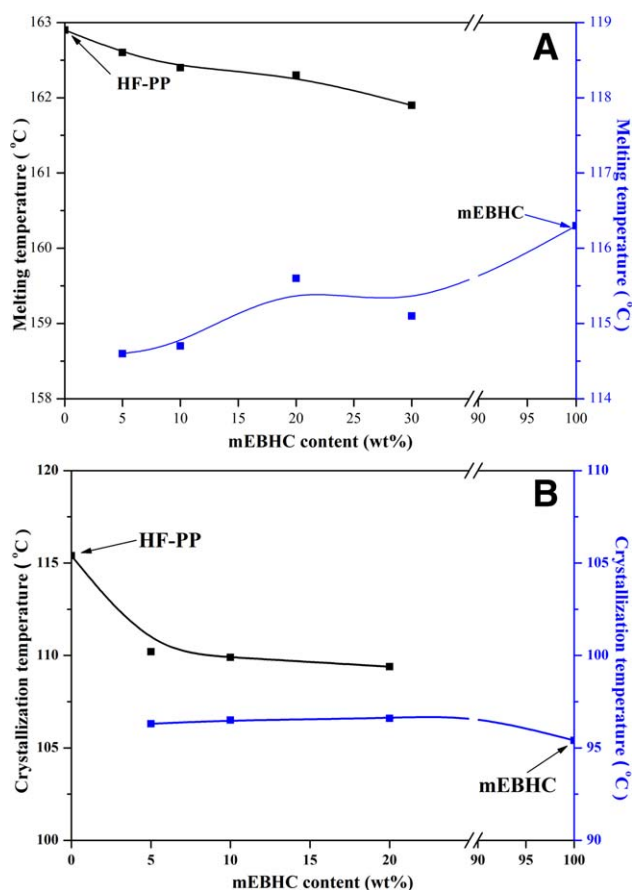 A
163
162
161
160
159
158
Melting temperature ( °C)
119
118
117
116
115
114
Melting temperature ( °C)
HF-PP
mEBHC
0 5 10 15 20 25 30 90 95 100
mEBHC content (wt%)
B
120
115
110
105
100
Crystallization temperature ( °C)
110
105
100
95
90
Crystallization temperature ( °C)
HF-PP
mEBHC
0 5 10 20 90 95 100
mEBHC content (wt%)